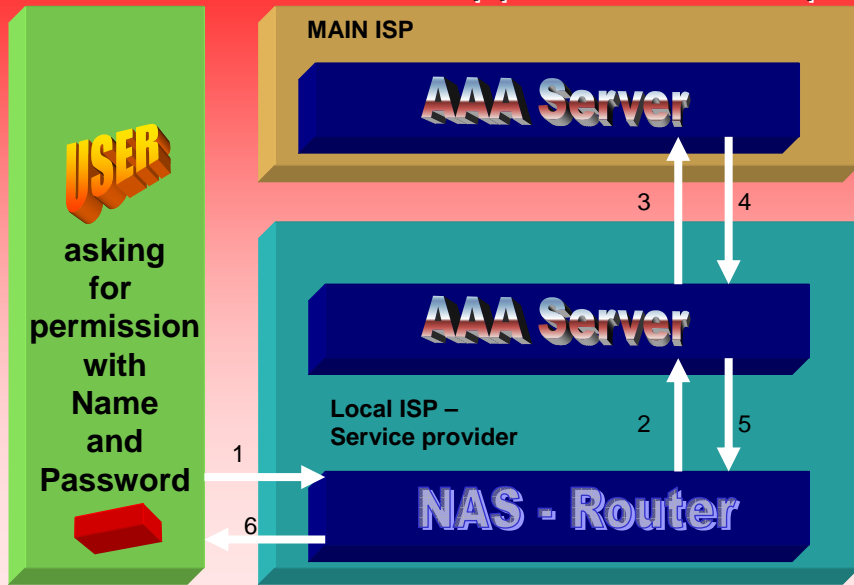 MAIN ISP
AAA Server
USER
asking
for
permission
with
Name
and
Password
3
4
AAA Server
Local ISP –
Service provider
2
5
1
6
NAS - Router